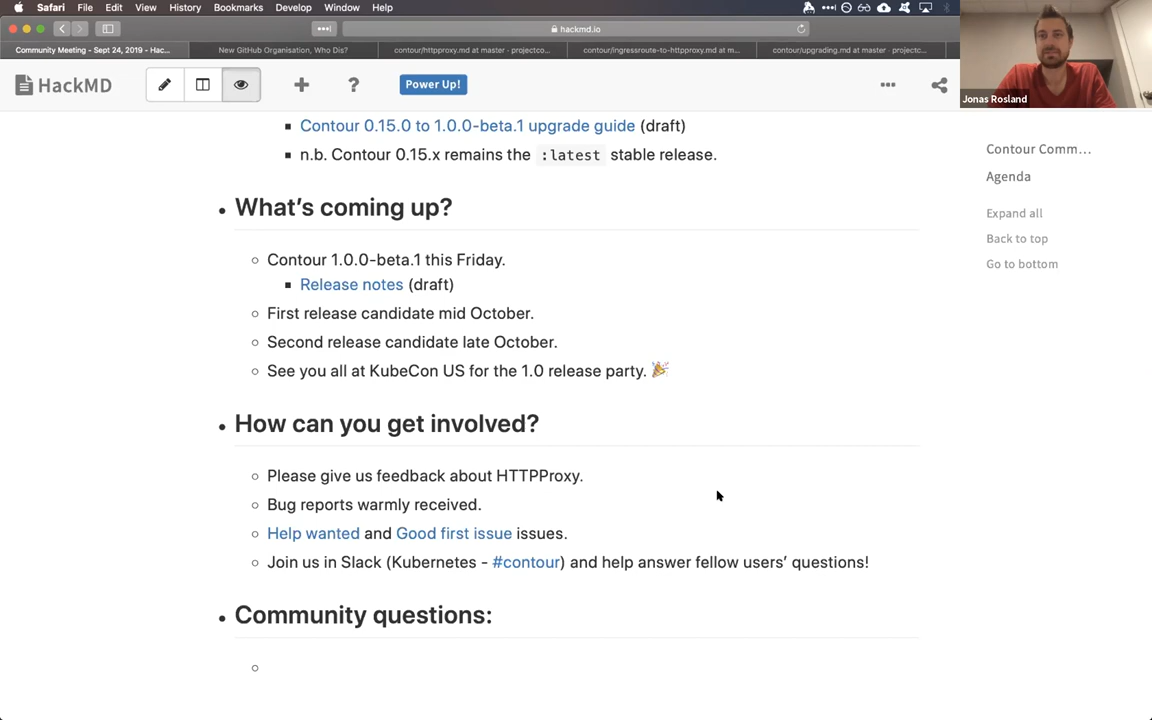 Safari File Edit View History Bookmarks Develop Window Help
hackmd.io
Community Meeting - Sept 24, 2019 - Hac...
New GitHub Organisation, Who Dis?
contour/httpproxy.md at master · projectco...
contour/ingressroute-to-httpproxy.md at m...
contour/upgrading.md at master · projectc...
HackMD
Power Up!
Jonas Rosland
Contour 0.15.0 to 1.0.0-beta.1 upgrade guide (draft)
n.b. Contour 0.15.x remains the :latest stable release.
What’s coming up?
Contour 1.0.0-beta.1 this Friday.
Release notes (draft)
First release candidate mid October.
Second release candidate late October.
See you all at KubeCon US for the 1.0 release party. 🎉
How can you get involved?
Please give us feedback about HTTPProxy.
Bug reports warmly received.
Help wanted and Good first issue issues.
Join us in Slack (Kubernetes - #contour) and help answer fellow users’ questions!
Community questions:
Contour Comm...
Agenda
Expand all
Back to top
Go to bottom